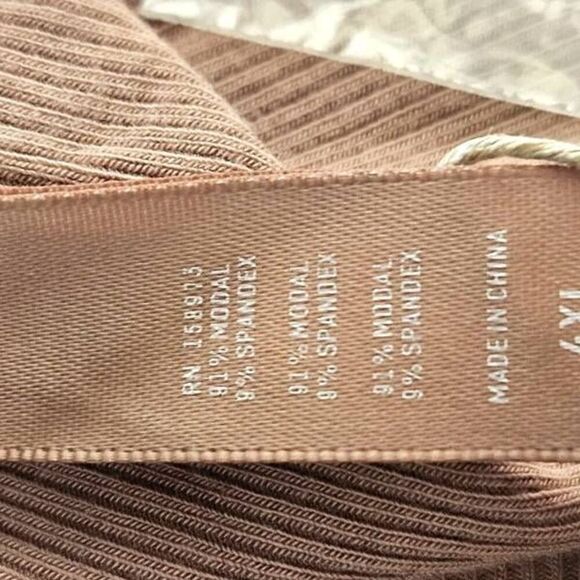 RN 158973
91% MODAL
9% SPANDEX
91% MODAL
9% SPANDEX
91% MODAL
9% SPANDEX
MADE IN CHINA
4XL